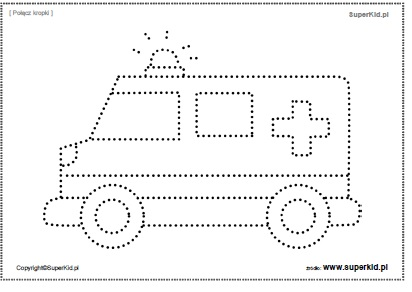 [ Połącz kropki ]
SuperKid.pl
Copyright©SuperKid.pl
źródło: www.superkid.pl